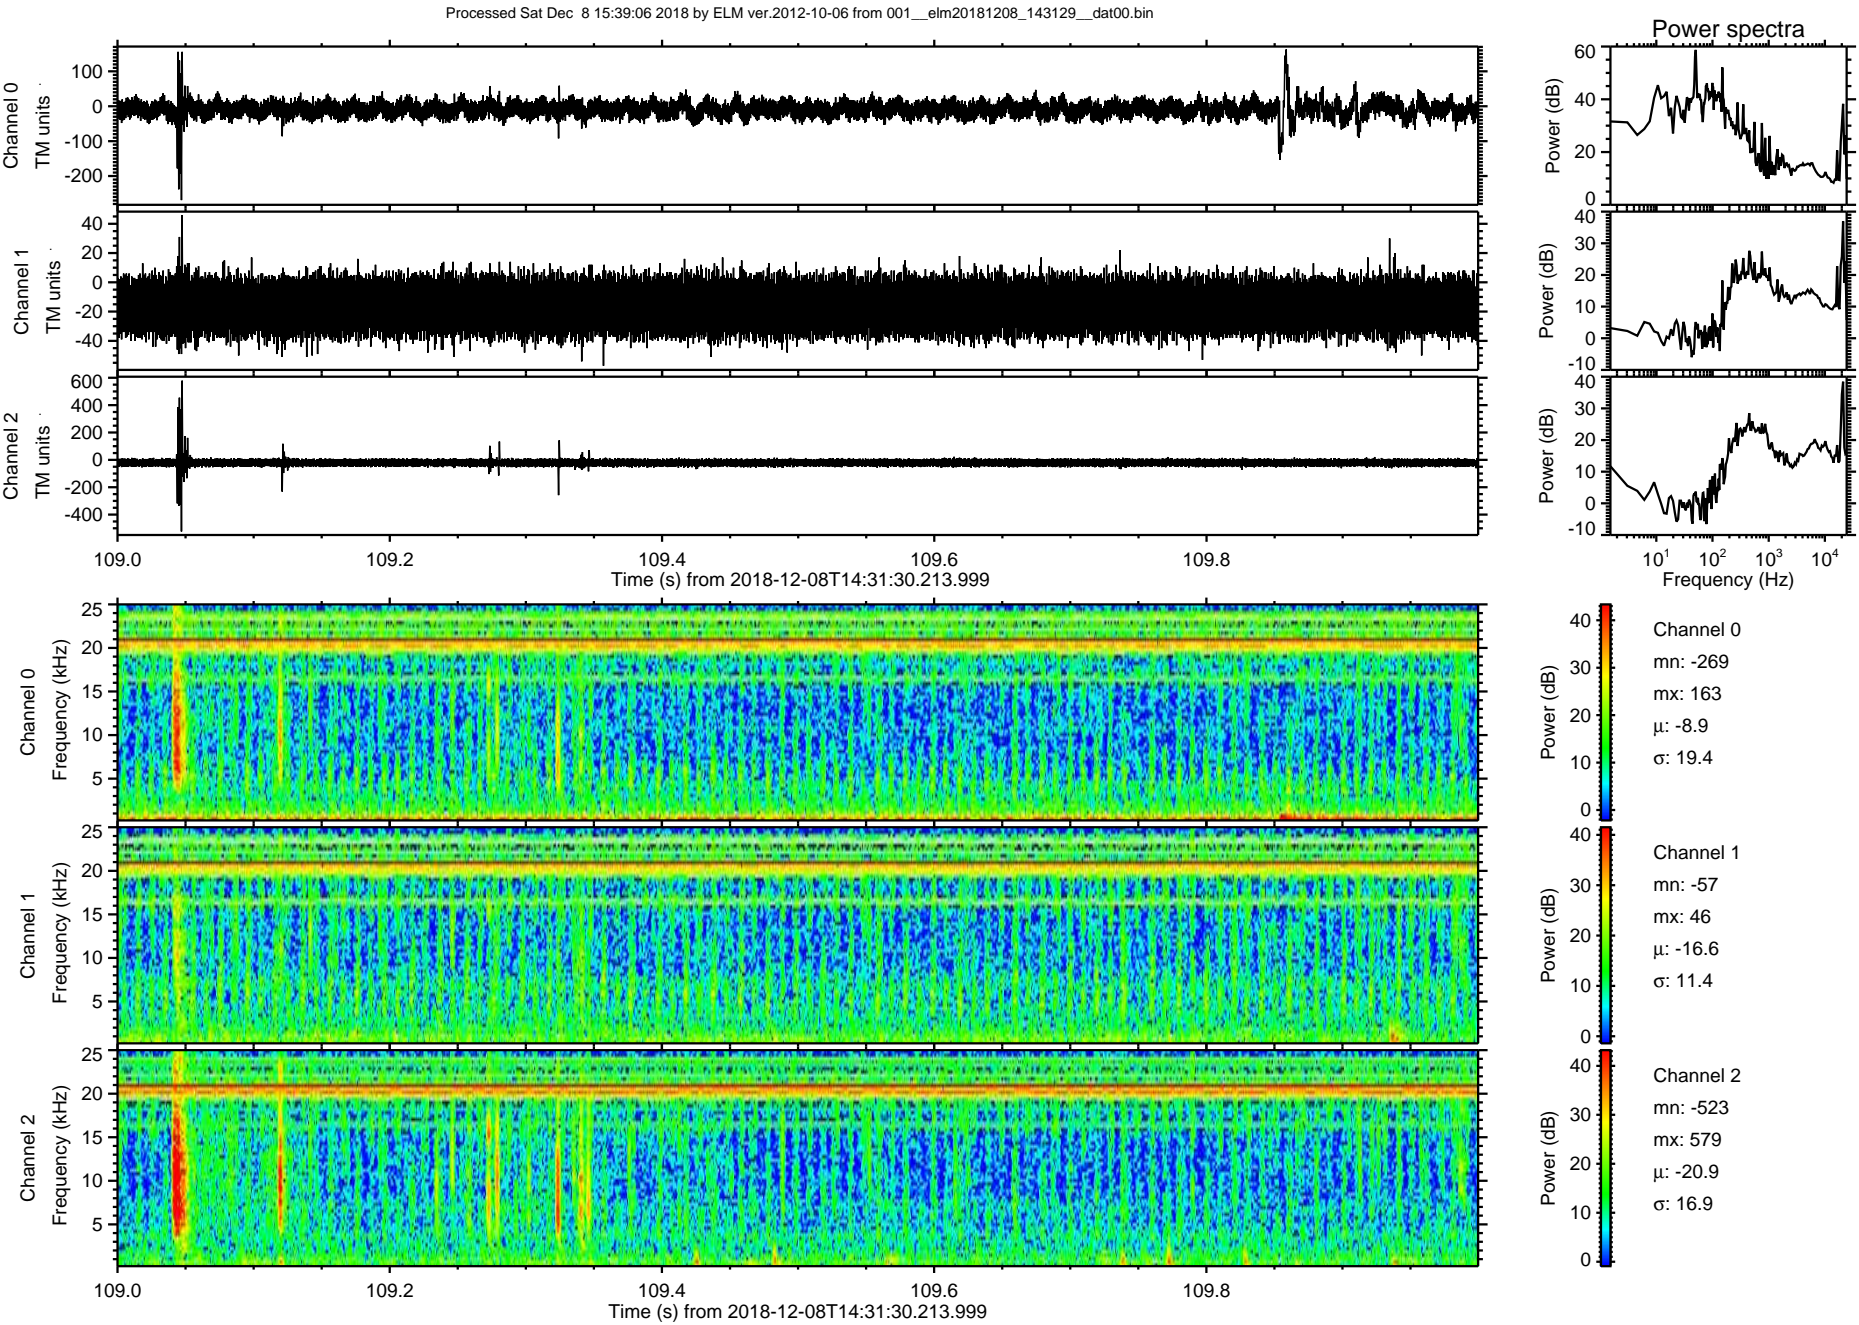 Processed Sat Dec  8 15:39:06 2018 by ELM ver.2012-10-06 from 001__elm20181208_143129__dat00.bin
Power spectra
Channel 0
TM units
100
0
-100
-200
Power (dB)
60
40
20
0
Channel 1
TM units
40
20
0
-20
-40
Power (dB)
40
30
20
10
0
-10
Channel 2
TM units
600
400
200
0
-200
-400
Power (dB)
40
30
20
10
0
-10
109.0 109.2 109.4 109.6 109.8
Time (s) from 2018-12-08T14:31:30.213.999
10^1 10^2 10^3 10^4
Frequency (Hz)
Channel 0
Frequency (kHz)
25
20
15
10
5
Power (dB)
40
30
20
10
0
Channel 0
mn: -269
mx: 163
μ: -8.9
σ: 19.4
Channel 1
Frequency (kHz)
25
20
15
10
5
Power (dB)
40
30
20
10
0
Channel 1
mn: -57
mx: 46
μ: -16.6
σ: 11.4
Channel 2
Frequency (kHz)
25
20
15
10
5
Power (dB)
40
30
20
10
0
Channel 2
mn: -523
mx: 579
μ: -20.9
σ: 16.9
109.0 109.2 109.4 109.6 109.8
Time (s) from 2018-12-08T14:31:30.213.999